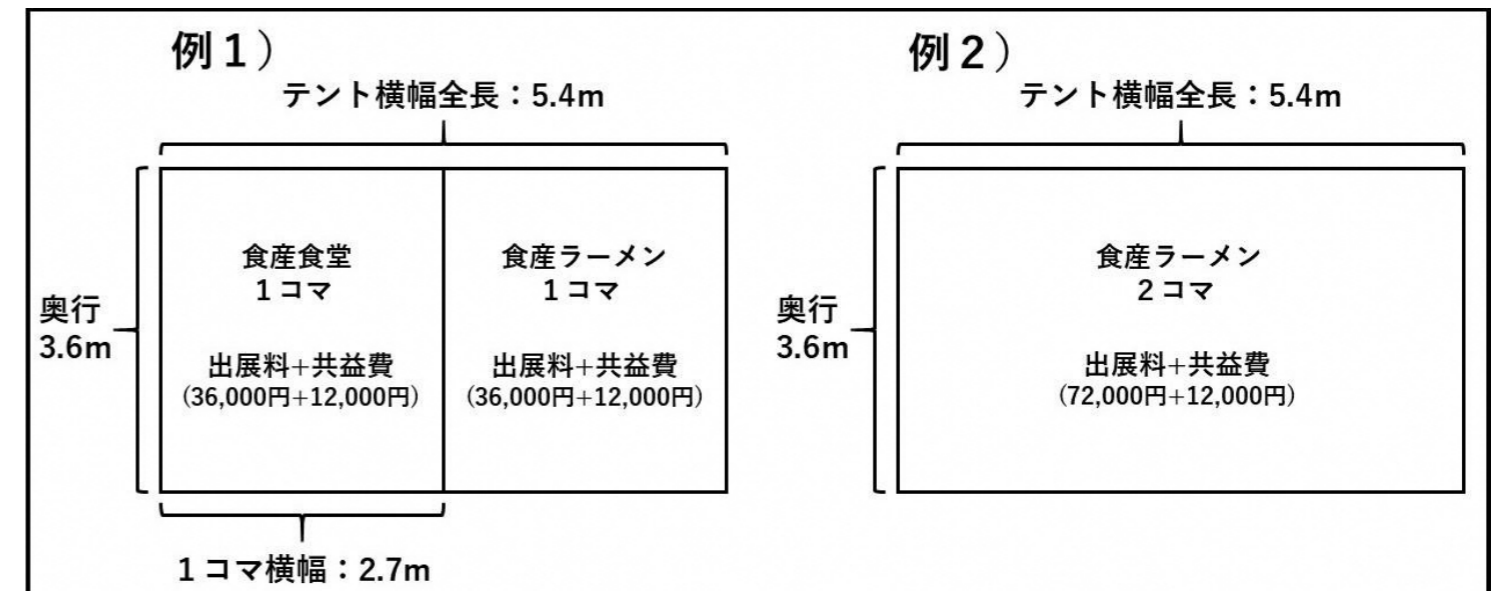 例１）
テント横幅全長：5.4m
奥行
3.6m
食産食堂
１コマ
出展料+共益費
(36,000円+12,000円)
食産ラーメン
１コマ
出展料+共益費
(36,000円+12,000円)
１コマ横幅：2.7m
例２）
テント横幅全長：5.4m
奥行
3.6m
食産ラーメン
２コマ
出展料+共益費
(72,000円+12,000円)